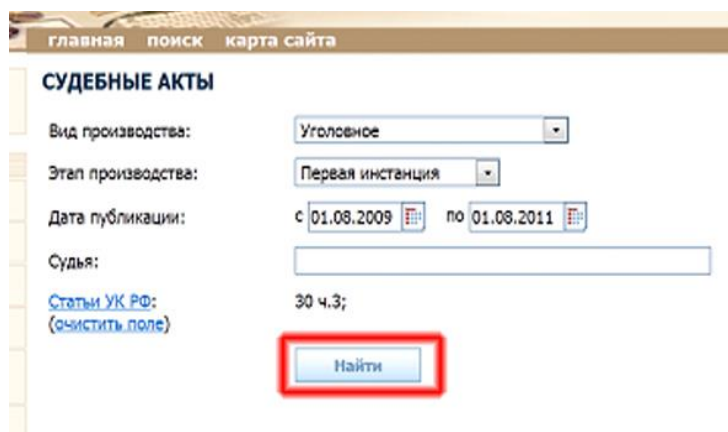 главная поиск карта сайта
СУДЕБНЫЕ АКТЫ
Вид производства: Уголовное
Этап производства: Первая инстанция
Дата публикации: с 01.08.2009 по 01.08.2011
Судья:
Статьи УК РФ: 30 ч.3;
(очистить поле)
Найти